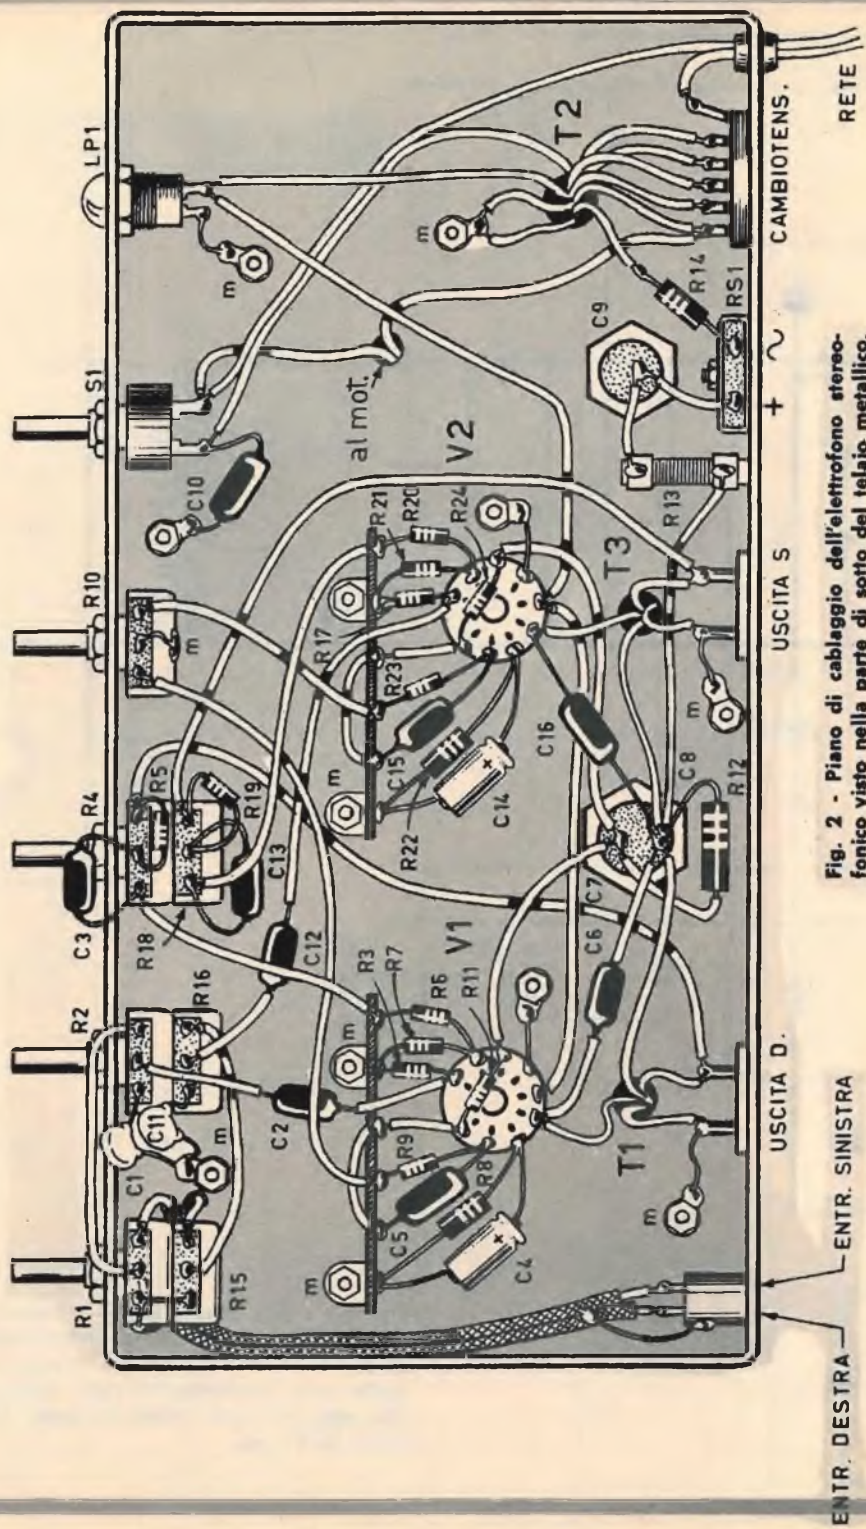 R1
R2
C3
R4
R10
S1
LP1
C1
C11
m
R15
R16
R18
R5
R19
C13
C12
m
C10
m
al mot.
m
T2
m
R3
R7
R6
R11
V1
C2
R9
C5
R8
C4
m
R17
R21
R20
R24
V2
R23
C15
R22
C14
C16
m
T1
C6
C7
C8
R12
T3
m
R13
C9
R14
RS1
m
+
~
ENTR. DESTRA
ENTR. SINISTRA
USCITA D.
USCITA S
CAMBIOTENS.
RETE
Fig. 2 - Piano di cablaggio dell'elettrofono stereo-
fonico visto nella parte di sotto del telaio metallico.